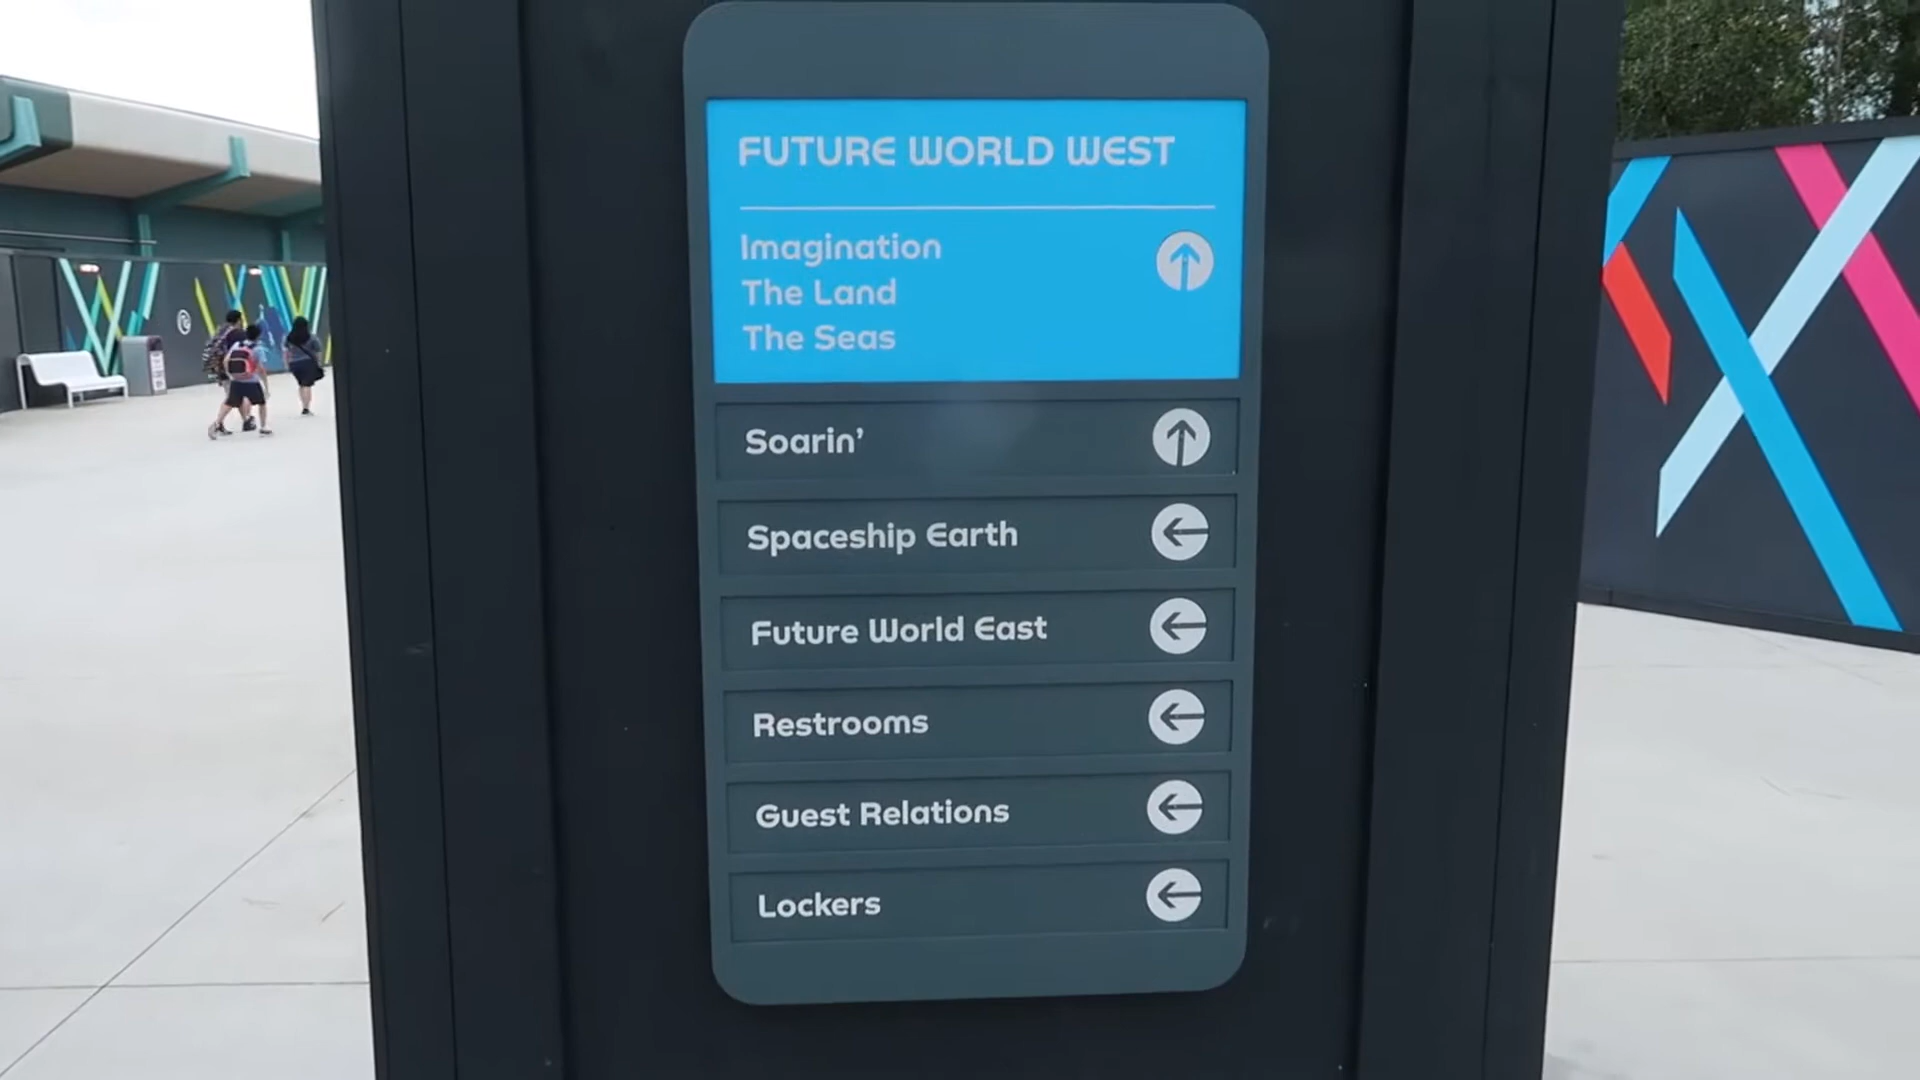 FUTURE WORLD WEST
Imagination
The Land
The Seas
Soarin’
Spaceship Earth
Future World East
Restrooms
Guest Relations
Lockers